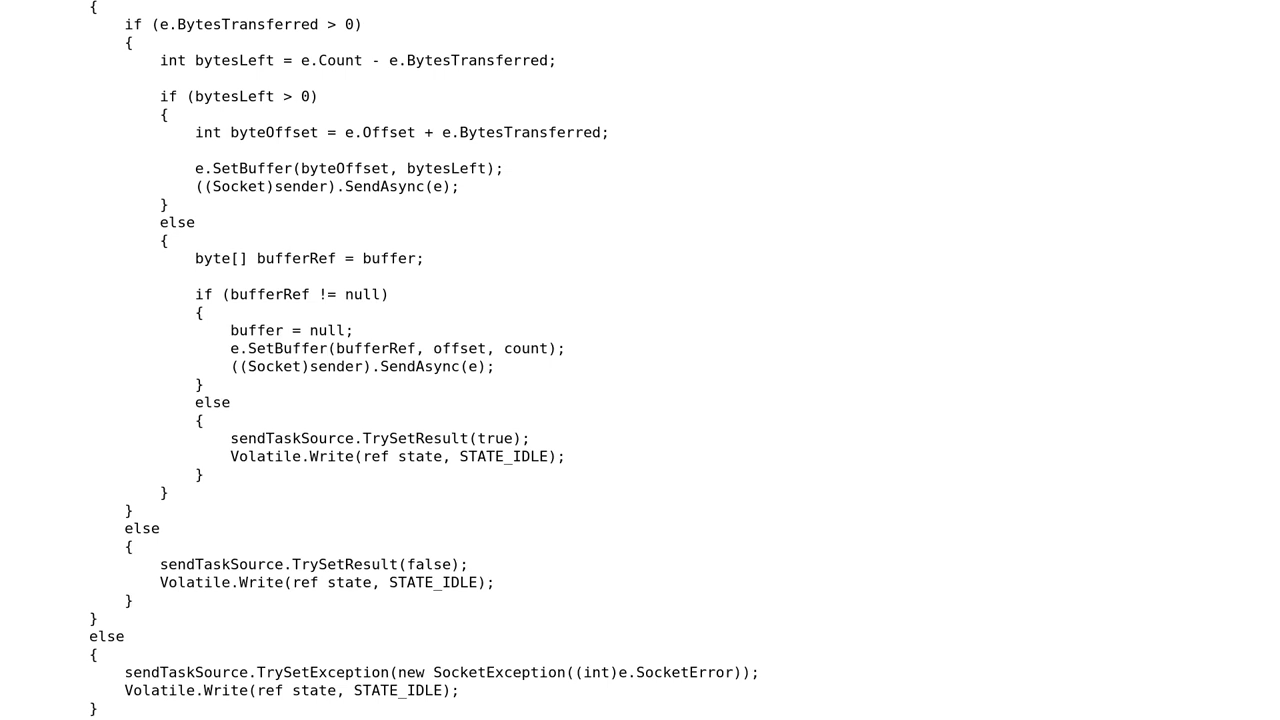 {
    if (e.BytesTransferred > 0)
    {
        int bytesLeft = e.Count - e.BytesTransferred;

        if (bytesLeft > 0)
        {
            int byteOffset = e.Offset + e.BytesTransferred;

            e.SetBuffer(byteOffset, bytesLeft);
            ((Socket)sender).SendAsync(e);
        }
        else
        {
            byte[] bufferRef = buffer;

            if (bufferRef != null)
            {
                buffer = null;
                e.SetBuffer(bufferRef, offset, count);
                ((Socket)sender).SendAsync(e);
            }
            else
            {
                sendTaskSource.TrySetResult(true);
                Volatile.Write(ref state, STATE_IDLE);
            }
        }
    }
    else
    {
        sendTaskSource.TrySetResult(false);
        Volatile.Write(ref state, STATE_IDLE);
    }
}
else
{
    sendTaskSource.TrySetException(new SocketException((int)e.SocketError));
    Volatile.Write(ref state, STATE_IDLE);
}